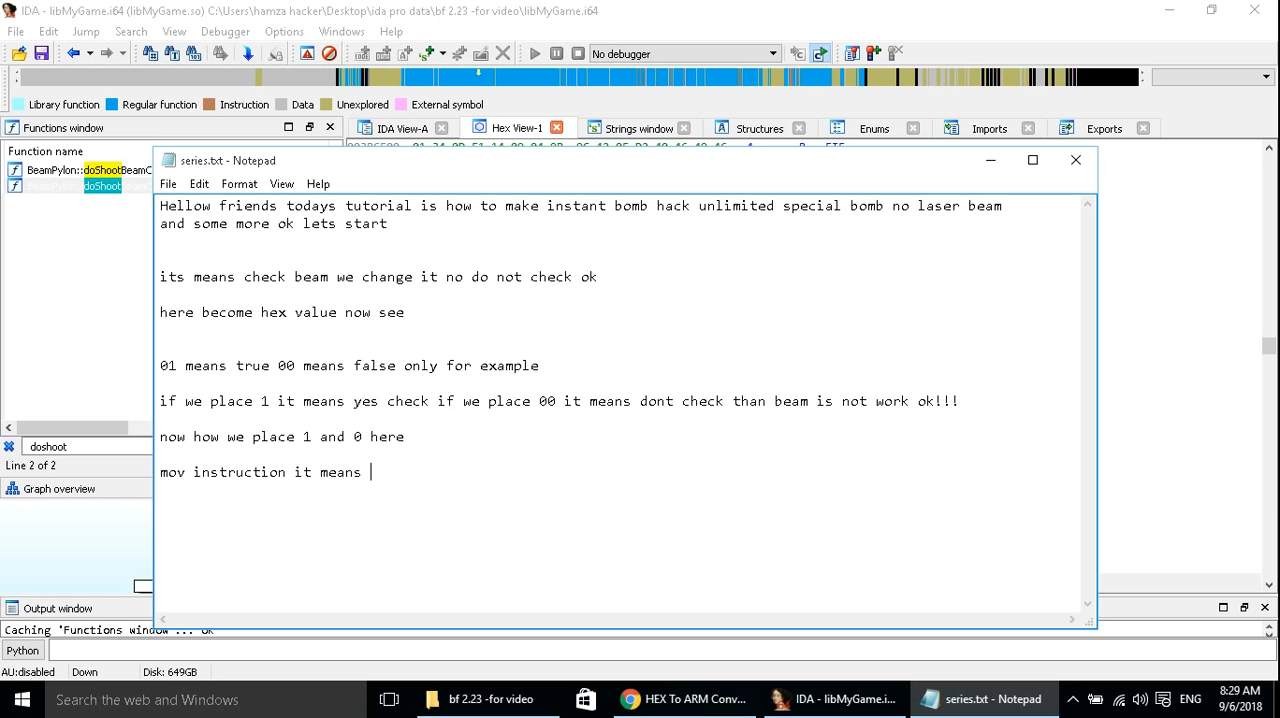 IDA - libMyGame.i64 (libMyGame.so) C:\Users\hamza hacker\Desktop\ida pro data\bf 2.23 -for video\libMyGame.i64
File Edit Jump Search View Debugger Options Windows Help
No debugger
Library function Regular function Instruction Data Unexplored External symbol
Functions window
IDA View-A Hex View-1 Strings window Structures Enums Imports Exports
Function name
BeamPylon::doShootBeamC
BeamPylon::doShoot
series.txt - Notepad
File Edit Format View Help
Hellow friends todays tutorial is how to make instant bomb hack unlimited special bomb no laser beam
and some more ok lets start
its means check beam we change it no do not check ok
here become hex value now see
01 means true 00 means false only for example
if we place 1 it means yes check if we place 00 it means dont check than beam is not work ok!!!
now how we place 1 and 0 here
mov instruction it means
doshoot
Line 2 of 2
Graph overview
Output window
Caching 'Functions window'... ok
Python
AU:disabled Down Disk: 649GB
Search the web and Windows
bf 2.23 -for video
HEX To ARM Conv...
IDA - libMyGame.i...
series.txt - Notepad
ENG
8:29 AM
9/6/2018